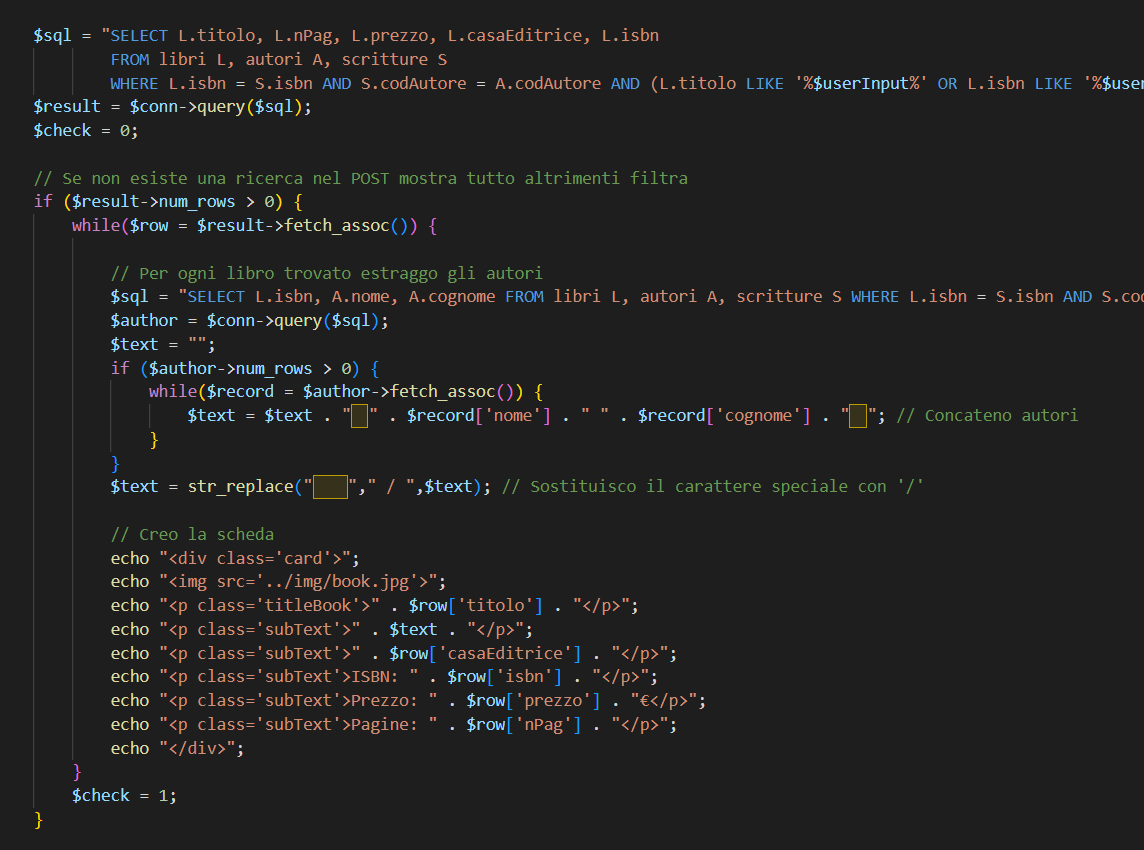 $sql = "SELECT L.titolo, L.nPag, L.prezzo, L.casaEditrice, L.isbn
FROM libri L, autori A, scritture S
WHERE L.isbn = S.isbn AND S.codAutore = A.codAutore AND (L.titolo LIKE '%$userInput%' OR L.isbn LIKE '%$user
$result = $conn->query($sql);
$check = 0;
// Se non esiste una ricerca nel POST mostra tutto altrimenti filtra
if ($result->num_rows > 0) {
while($row = $result->fetch_assoc()) {
// Per ogni libro trovato estraggo gli autori
$sql = "SELECT L.isbn, A.nome, A.cognome FROM libri L, autori A, scritture S WHERE L.isbn = S.isbn AND S.cod
$author = $conn->query($sql);
$text = "";
if ($author->num_rows > 0) {
while($record = $author->fetch_assoc()) {
$text = $text . " " . $record['nome'] . " " . $record['cognome'] . " "; // Concateno autori
}
}
$text = str_replace("  "," / ",$text); // Sostituisco il carattere speciale con '/'
// Creo la scheda
echo "<div class='card'>";
echo "<img src='../img/book.jpg'>";
echo "<p class='titleBook'>" . $row['titolo'] . "</p>";
echo "<p class='subText'>" . $text . "</p>";
echo "<p class='subText'>" . $row['casaEditrice'] . "</p>";
echo "<p class='subText'>ISBN: " . $row['isbn'] . "</p>";
echo "<p class='subText'>Prezzo: " . $row['prezzo'] . "€</p>";
echo "<p class='subText'>Pagine: " . $row['nPag'] . "</p>";
echo "</div>";
}
$check = 1;
}